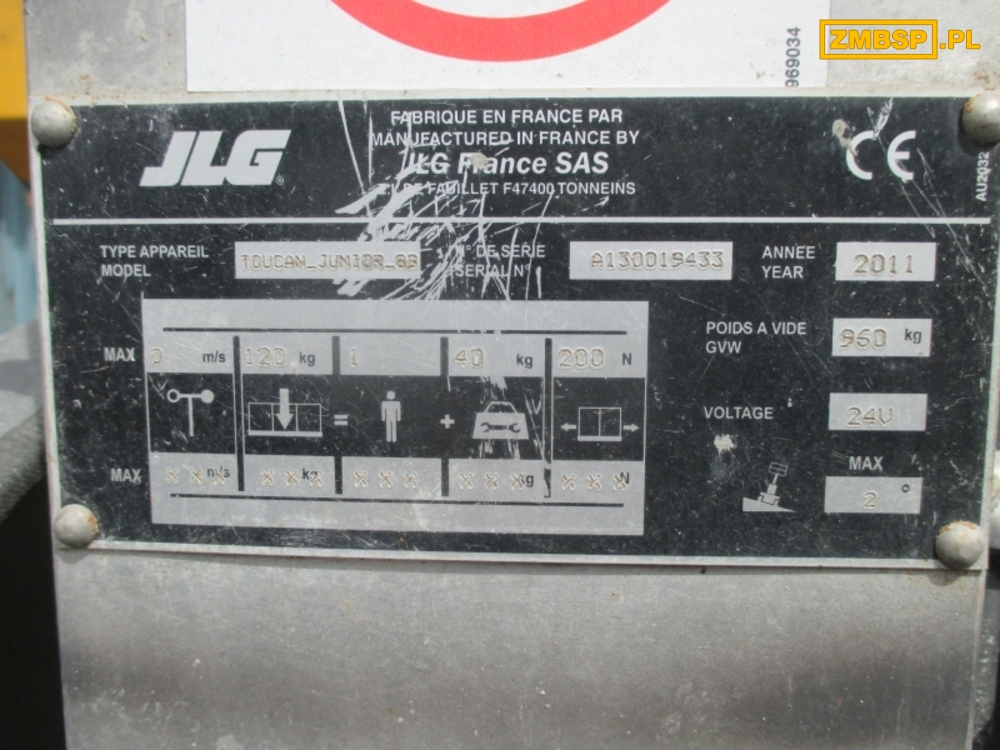 ZMBSP.PL
969034
FABRIQUE EN FRANCE PAR
MANUFACTURED IN FRANCE BY
JLG
JLG France SAS
Z.I. DE FAUILLET F47400 TONNEINS
CE
AU2032
TYPE APPAREIL
MODEL
TOUCAN_JUNIOR_8B
N° DE SERIE
SERIAL N°
A130019433
ANNEE
YEAR
2011
MAX 0 m/s 120 kg 1 40 kg 200 N
= +
MAX ××× m/s ××× kg ××× ××× kg ××× N
POIDS A VIDE
GVW
960 kg
VOLTAGE
24V
MAX
2°